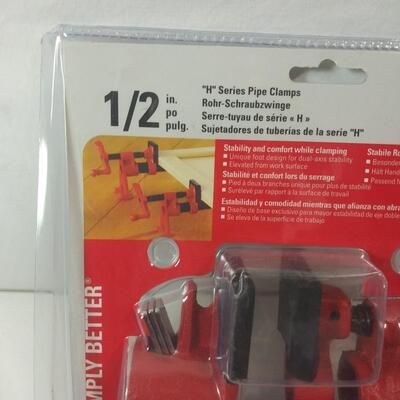 1/2 in.
po
pulg.
"H" Series Pipe Clamps
Rohr-Schraubzwinge
Serre-tuyau de série « H »
Sujetadores de tuberías de la serie "H"
Stability and comfort while clamping
■ Unique foot design for dual-axis stability
■ Elevated from work surface
Stabilité et confort lors du serrage
■ Pied à deux branches unique pour plus de stabilité
■ Surélevé par rapport à la surface de travail
Estabilidad y comodidad mientras que afianza con abra
■ Diseño de base exclusivo para mayor estabilidad de eje doble
■ Se eleva de la superficie de trabajo
Stabile Ro
■ Besonder
■ Hält Hand
■ Passend f
MPLY BETTER®